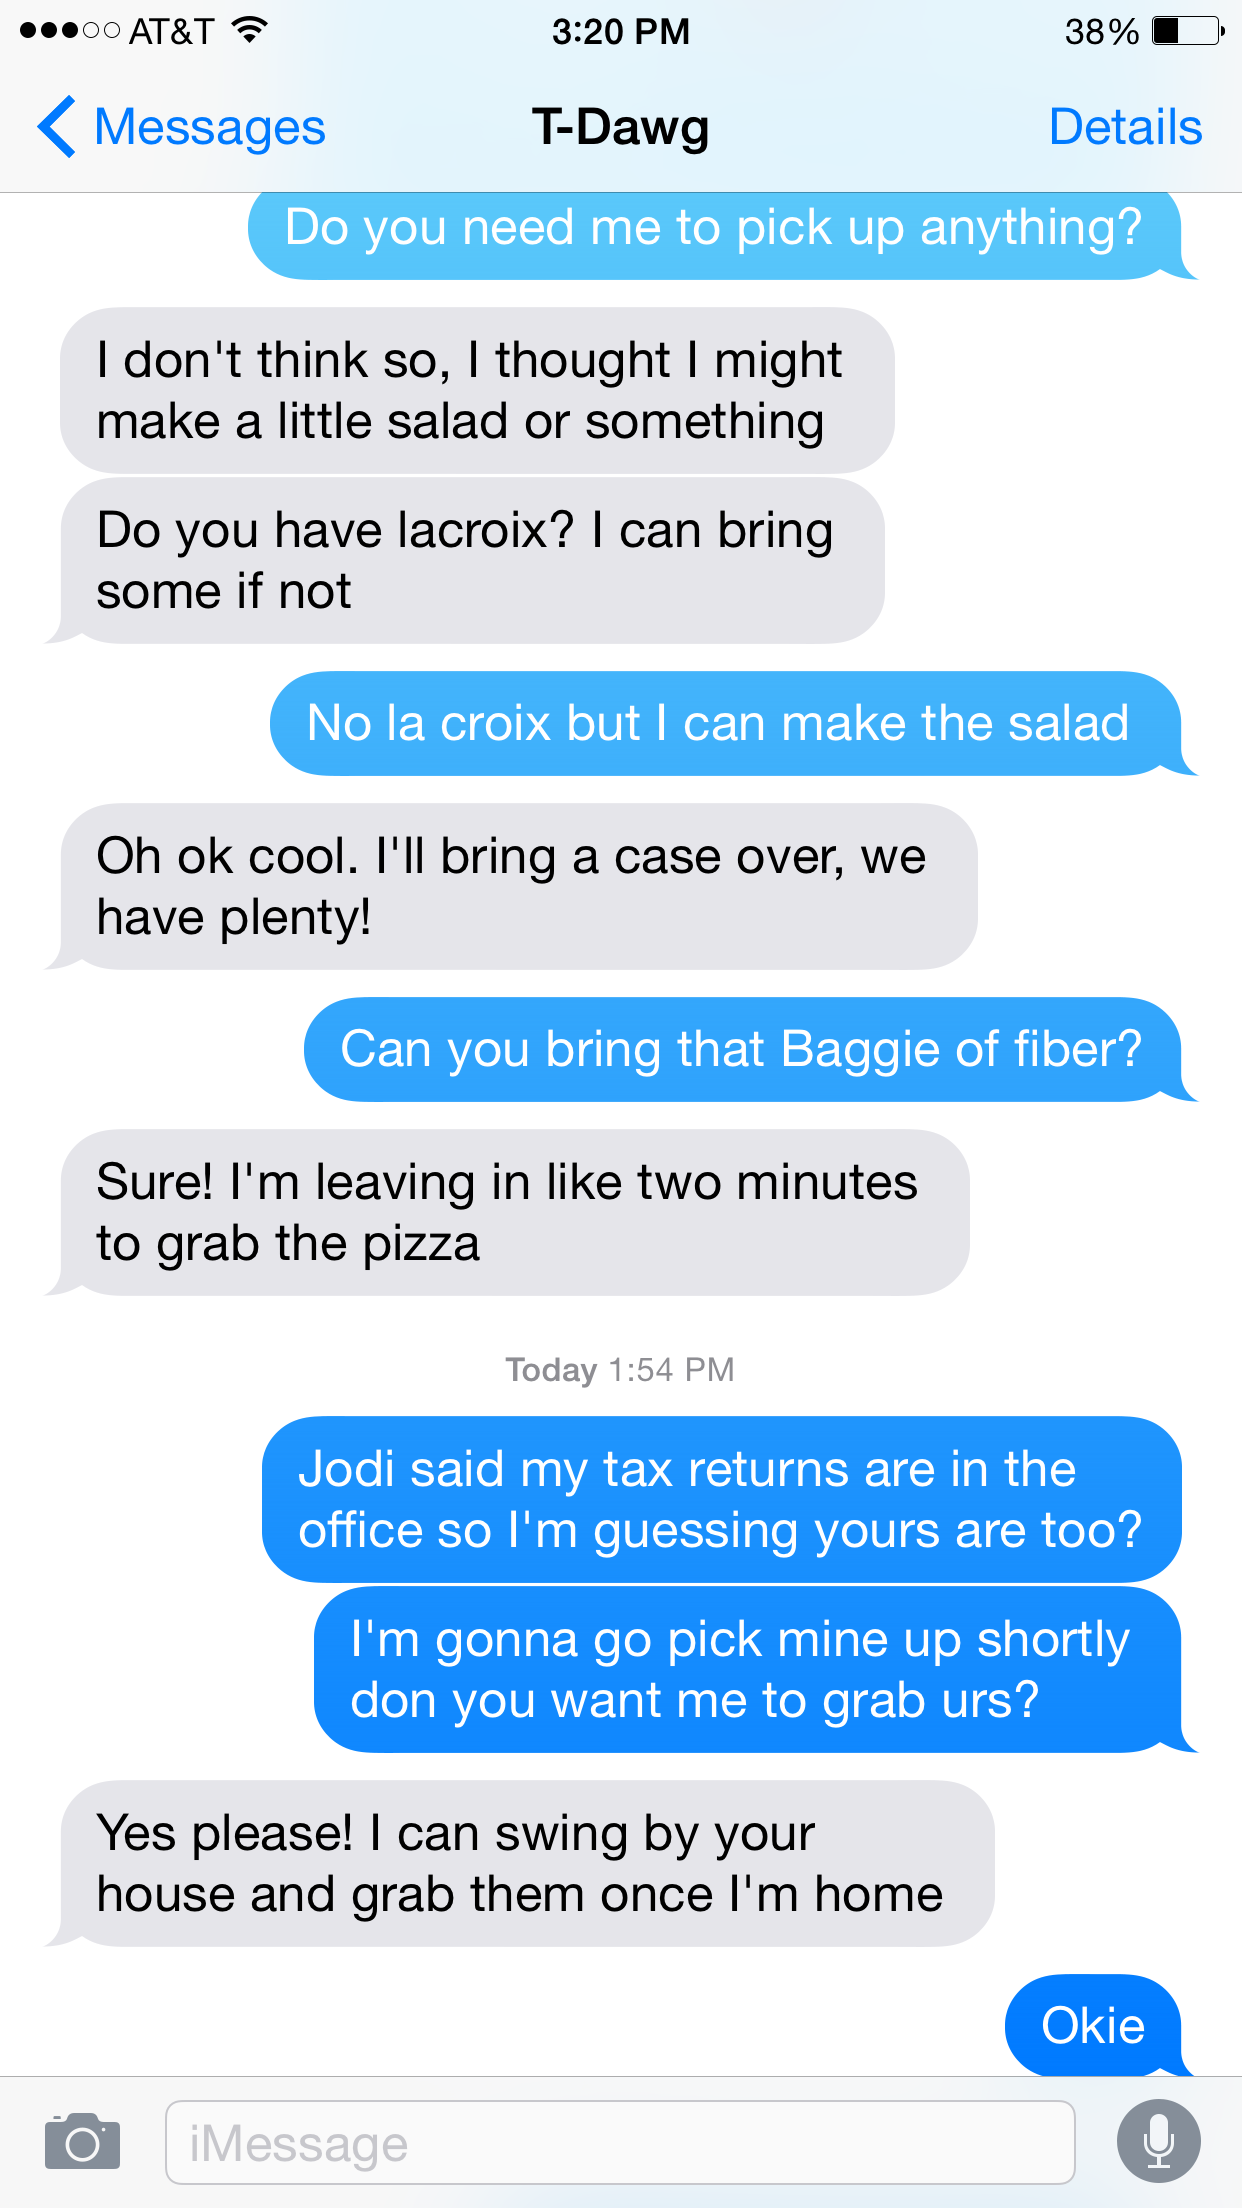 AT&T 3:20 PM 38%
Messages T-Dawg Details
Do you need me to pick up anything?
I don't think so, I thought I might
make a little salad or something
Do you have lacroix? I can bring
some if not
No la croix but I can make the salad
Oh ok cool. I'll bring a case over, we
have plenty!
Can you bring that Baggie of fiber?
Sure! I'm leaving in like two minutes
to grab the pizza
Today 1:54 PM
Jodi said my tax returns are in the
office so I'm guessing yours are too?
I'm gonna go pick mine up shortly
don you want me to grab urs?
Yes please! I can swing by your
house and grab them once I'm home
Okie
iMessage